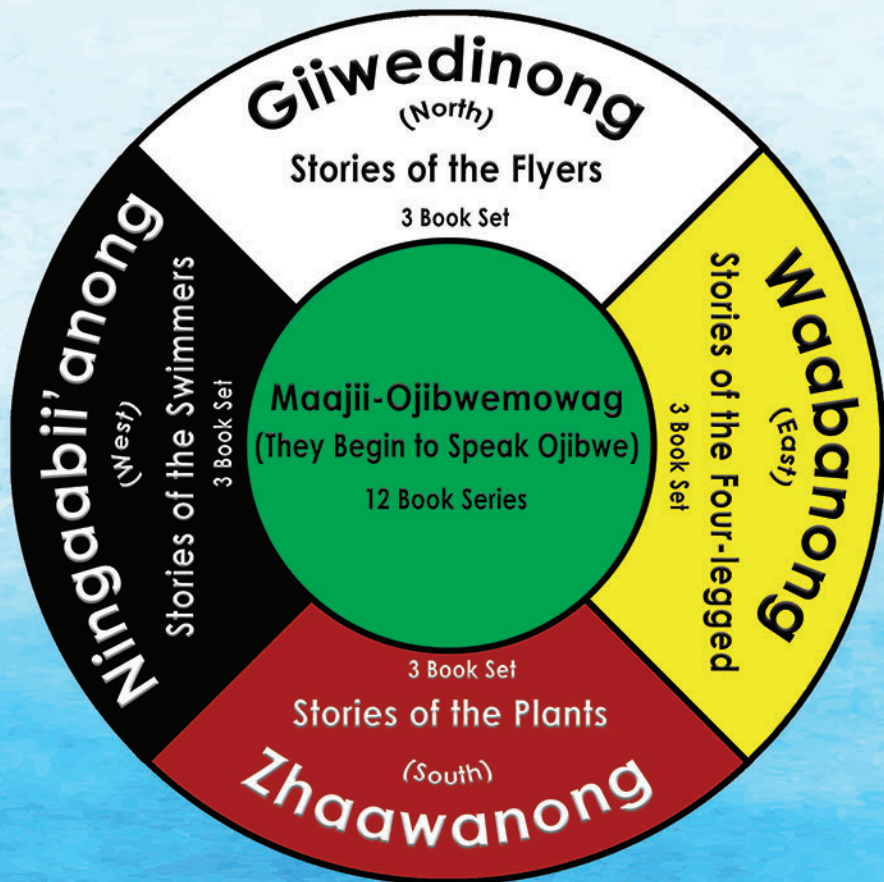 Giiwedinong
(North)
Stories of the Flyers
3 Book Set
Waabanong
(East)
Stories of the Four-legged
3 Book Set
Maajii-Ojibwemowag
(They Begin to Speak Ojibwe)
12 Book Series
Ningaabii'anong
(West)
Stories of the Swimmers
3 Book Set
3 Book Set
Stories of the Plants
(South)
Zhaawanong